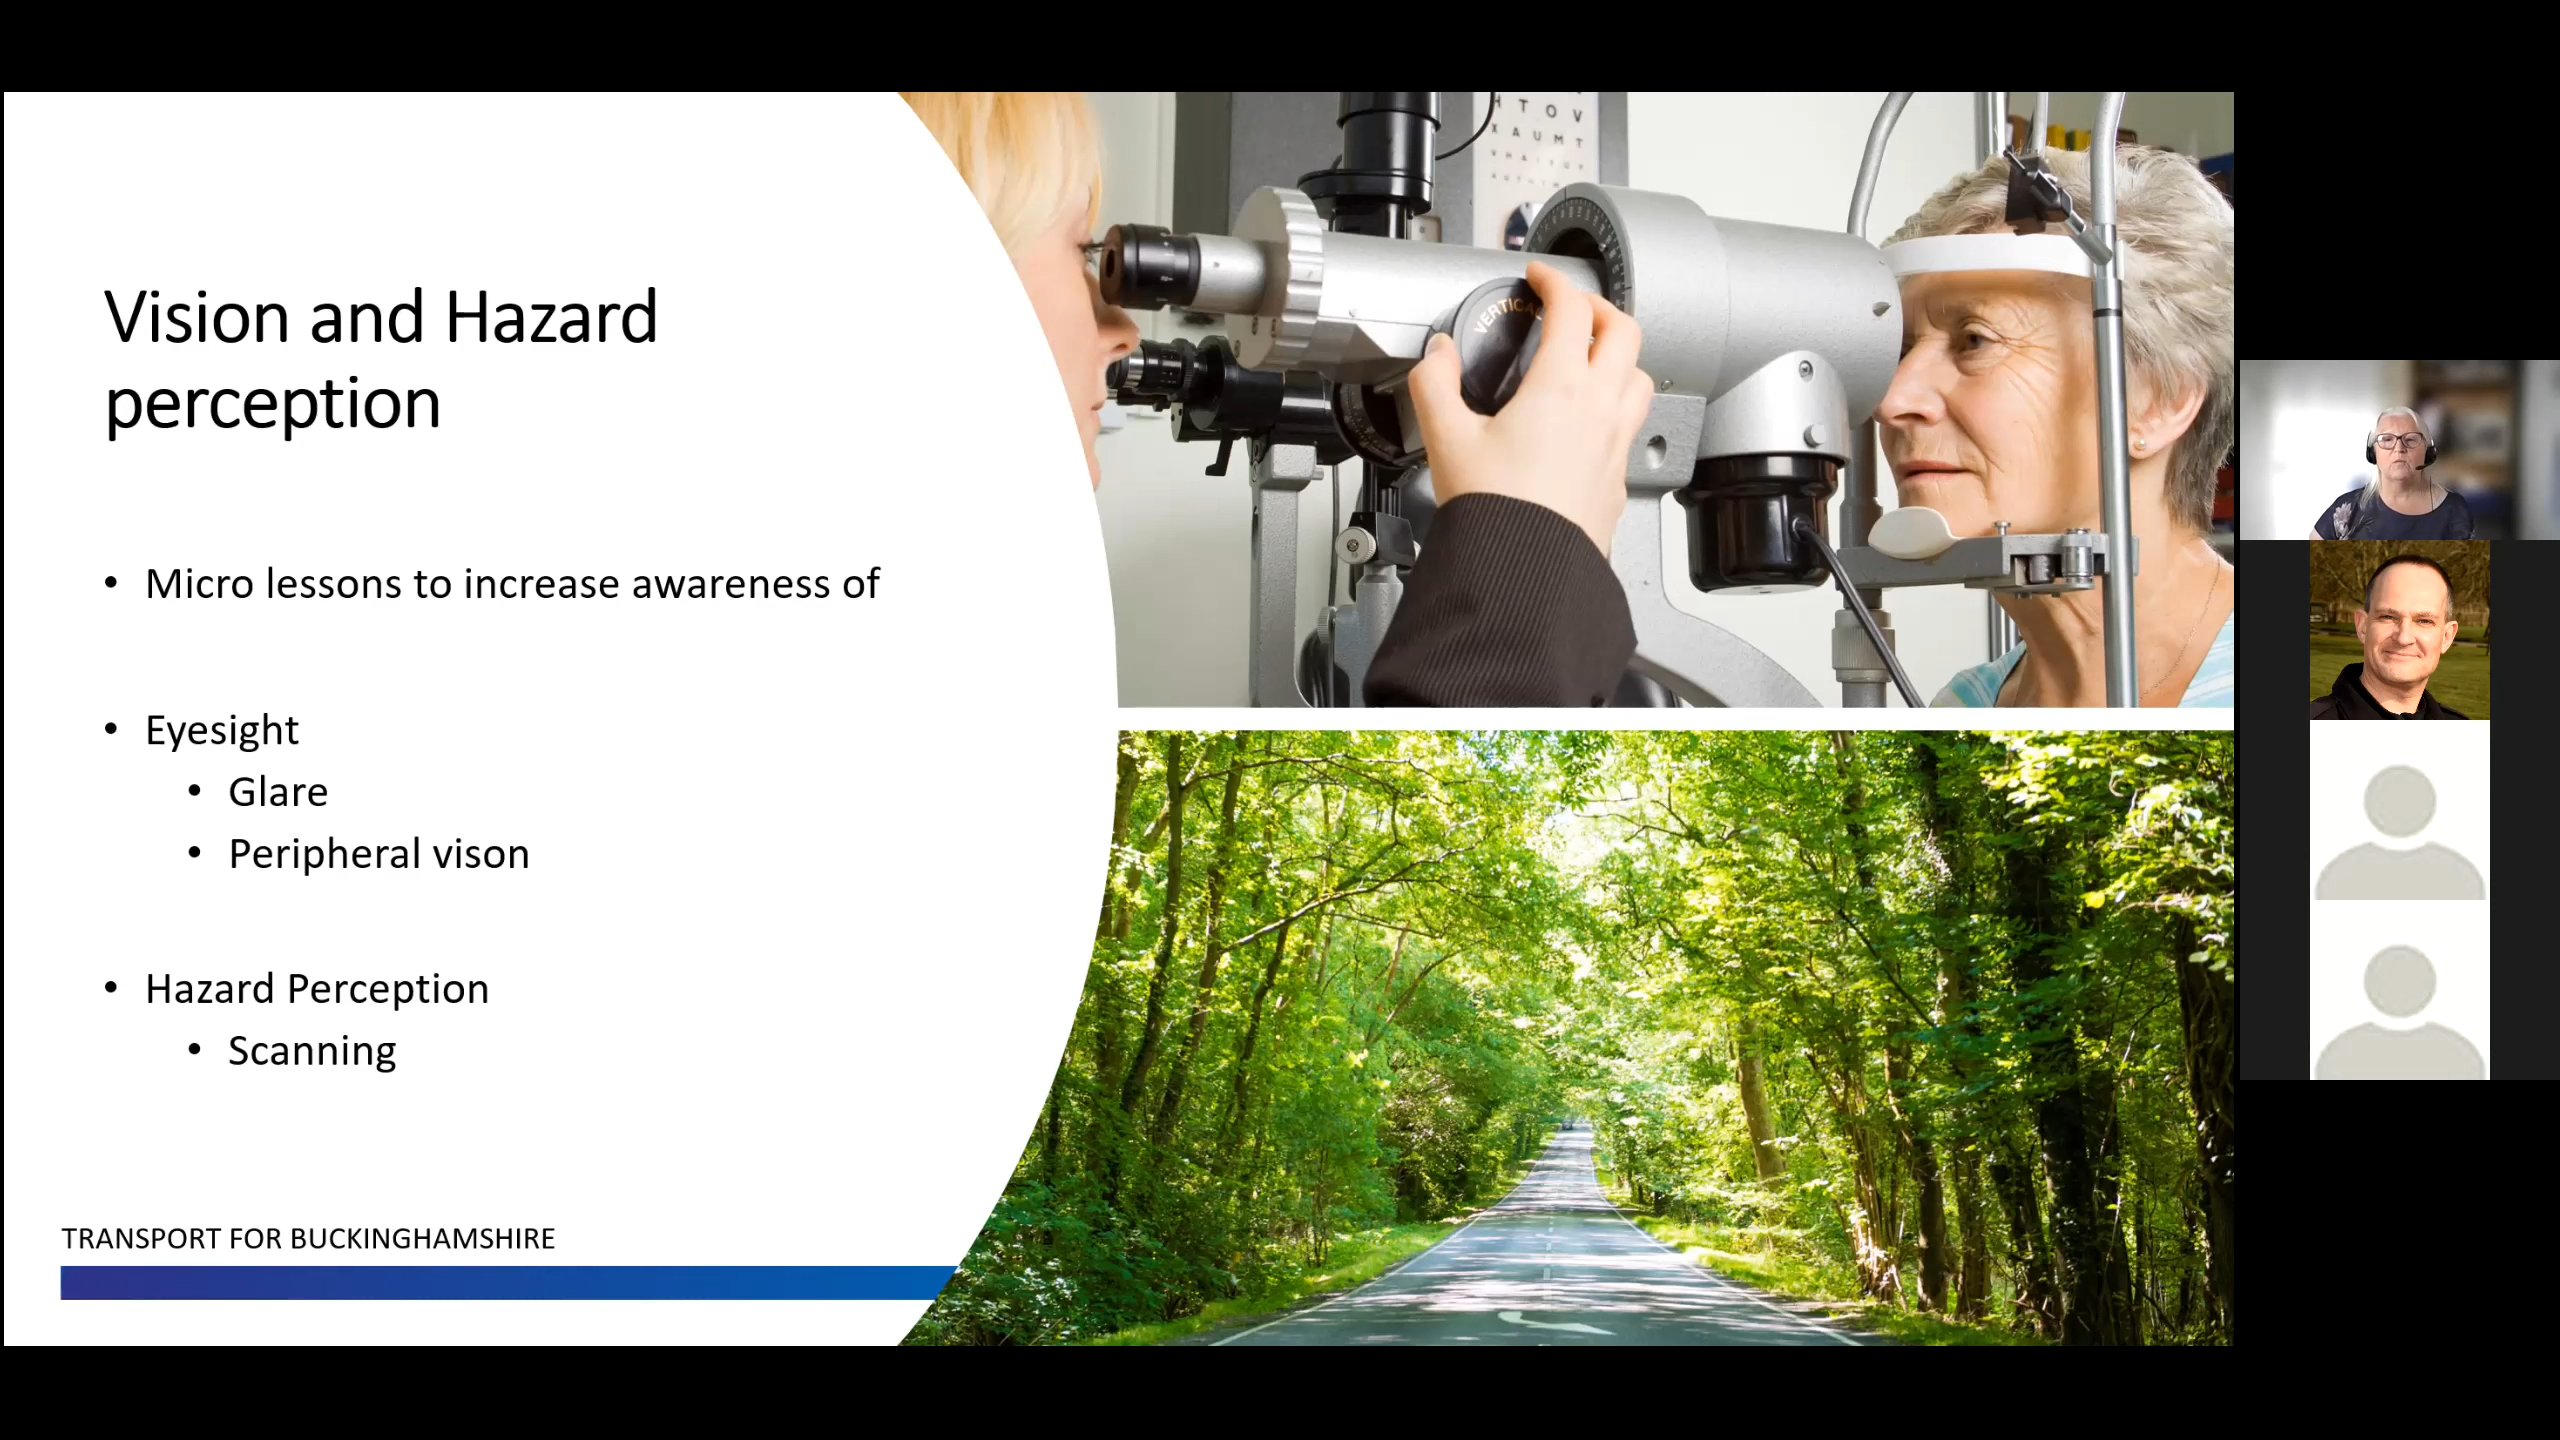 Vision and Hazard
perception
• Micro lessons to increase awareness of
• Eyesight
• Glare
• Peripheral vison
• Hazard Perception
• Scanning
TRANSPORT FOR BUCKINGHAMSHIRE
H T O V
X A U M T
VERTICAL